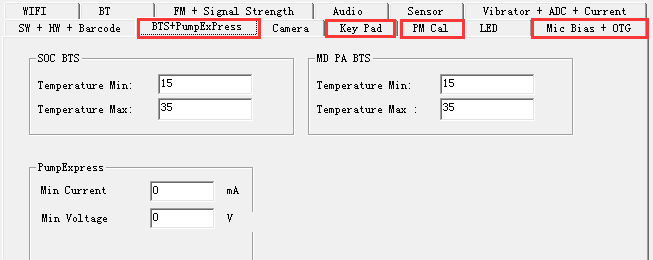 WIFI BT FM + Signal Strength Audio Sensor Vibrator + ADC + Current
SW + HW + Barcode BTS+PumpExPress Camera Key Pad PM Cal LED Mic Bias + OTG
SOC BTS MD PA BTS
Temperature Min: 15 Temperature Min: 15
Temperature Max: 35 Temperature Max : 35
PumpExpress
Min Current 0 mA
Min Voltage 0 V